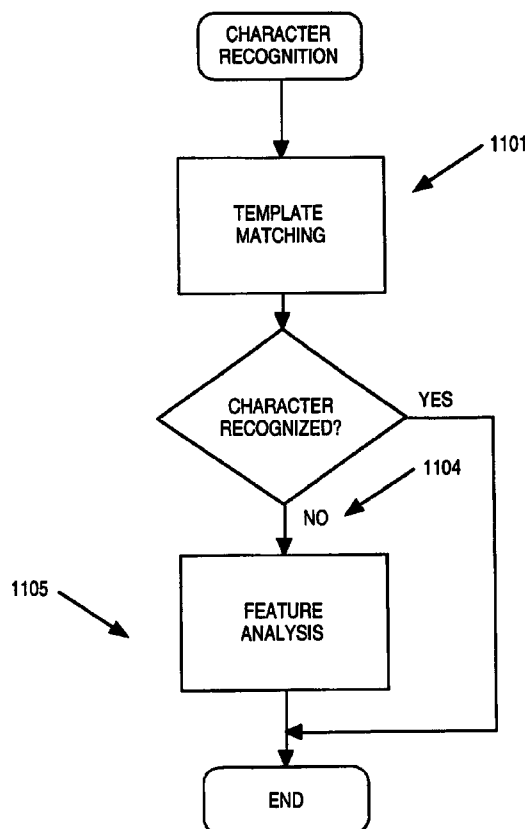 CHARACTER
RECOGNITION
1101
TEMPLATE
MATCHING
YES
CHARACTER
RECOGNIZED?
1104
NO
1105
FEATURE
ANALYSIS
END